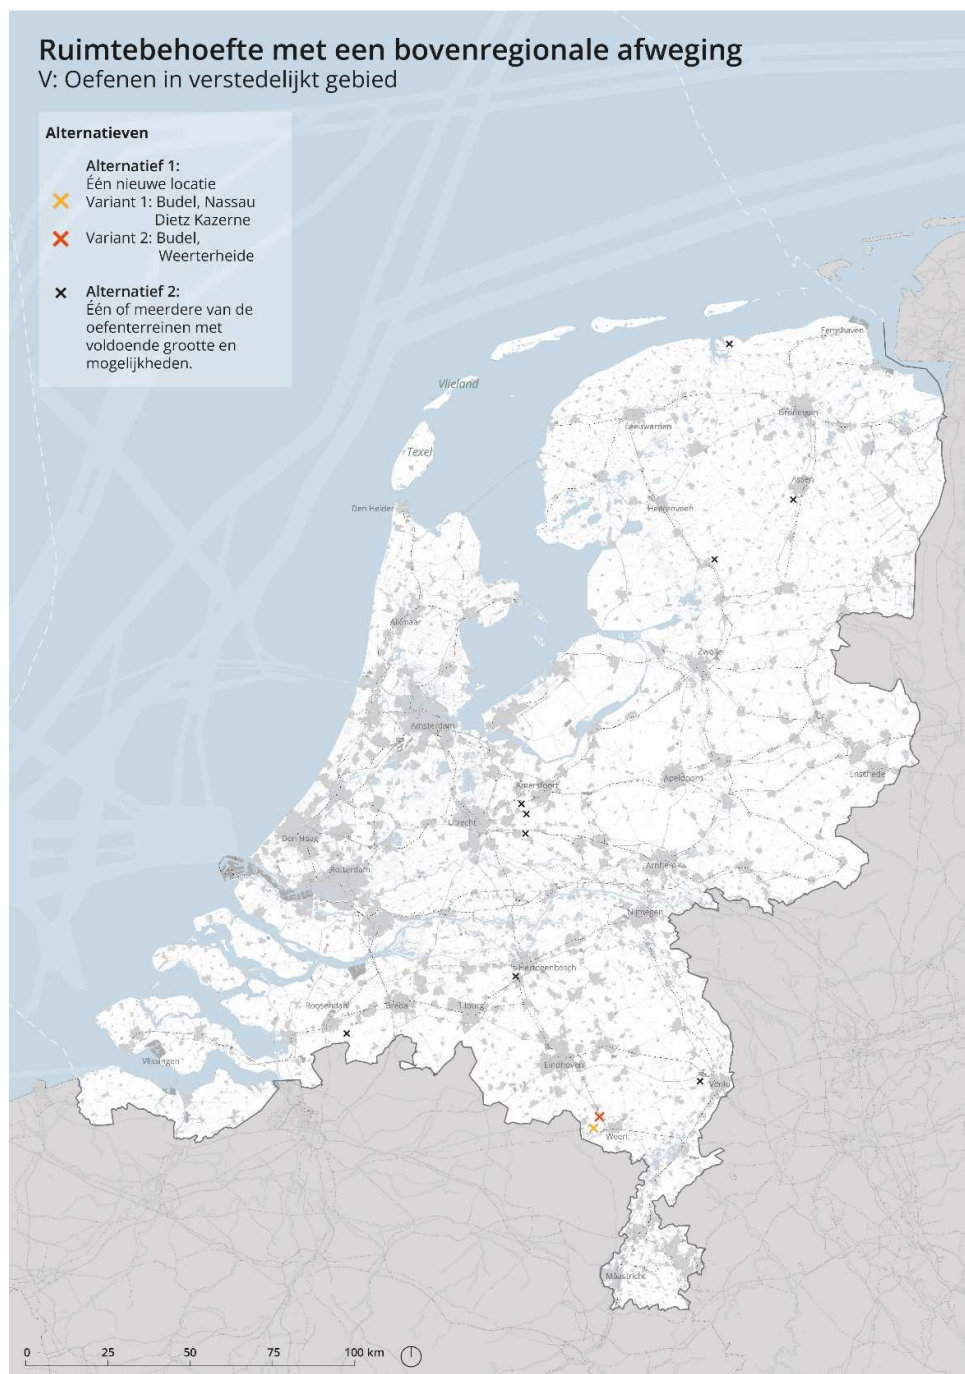 Ruimtebehoefte met een bovenregionale afweging
V: Oefenen in verstedelijkt gebied
Alternatieven
Alternatief 1:
Één nieuwe locatie
Variant 1: Budel, Nassau
Dietz Kazerne
Variant 2: Budel,
Weerterheide
Alternatief 2:
Één of meerdere van de
oefenterreinen met
voldoende grootte en
mogelijkheden.
Eemshaven
Vlieland
Groningen
Leeuwarden
Texel
Assen
Den Helder
Heerenveen
Alkmaar
Zwolle
Amsterdam
Enschede
Apeldoorn
Amersfoort
Utrecht
Den Haag
Arnhem
Rotterdam
Nijmegen
's Hertogenbosch
Roosendaal
Breda
Tilburg
Vlissingen
Eindhoven
Venlo
Weert
Maastricht
0 25 50 75 100 km